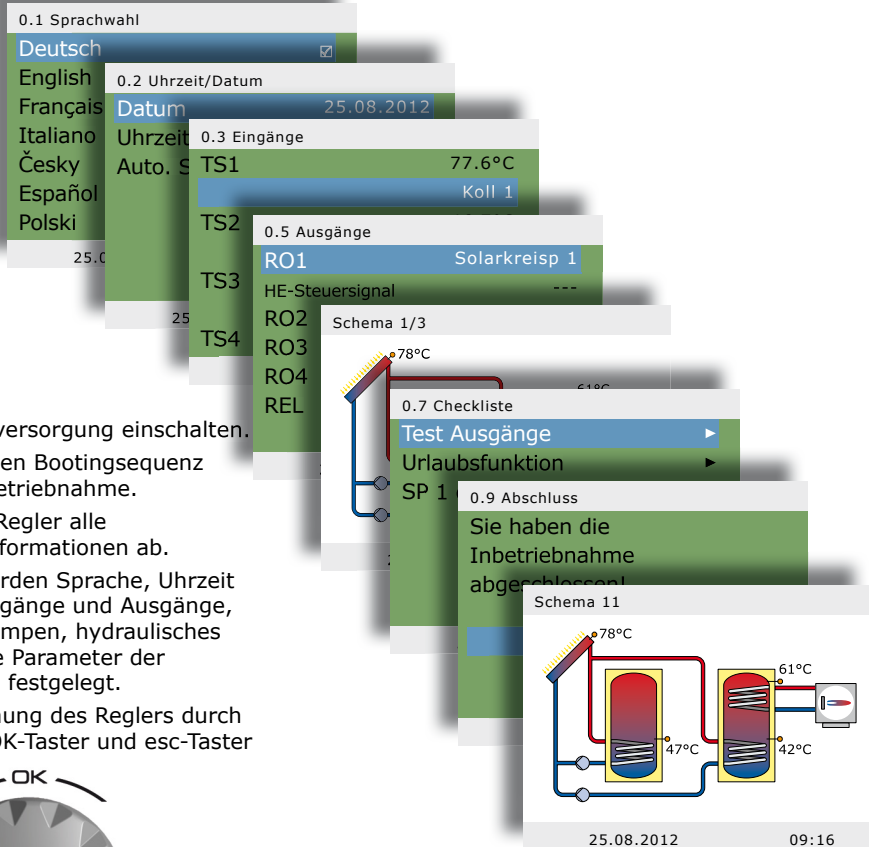 0.1 Sprachwahl
Deutsch
English
Français
Italiano
Česky
Español
Polski
0.2 Uhrzeit/Datum
Datum 25.08.2012
Uhrzeit
Auto.
0.3 Eingänge
TS1 77.6°C
Koll 1
TS2
TS3
TS4
0.5 Ausgänge
RO1 Solarkreisp 1
HE-Steuersignal ---
RO2
RO3
RO4
REL
Schema 1/3
78°C
61°C
0.7 Checkliste
Test Ausgänge
Urlaubsfunktion
SP 1
0.9 Abschluss
Sie haben die
Inbetriebnahme
abgeschlossen!
Schema 11
78°C
61°C
47°C 42°C
25.08.2012 09:16
versorgung einschalten.
en Bootingsequenz
etriebnahme.
Regler alle
formationen ab.
rden Sprache, Uhrzeit
gänge und Ausgänge,
mpen, hydraulisches
e Parameter der
festgelegt.
nung des Reglers durch
OK-Taster und esc-Taster
OK